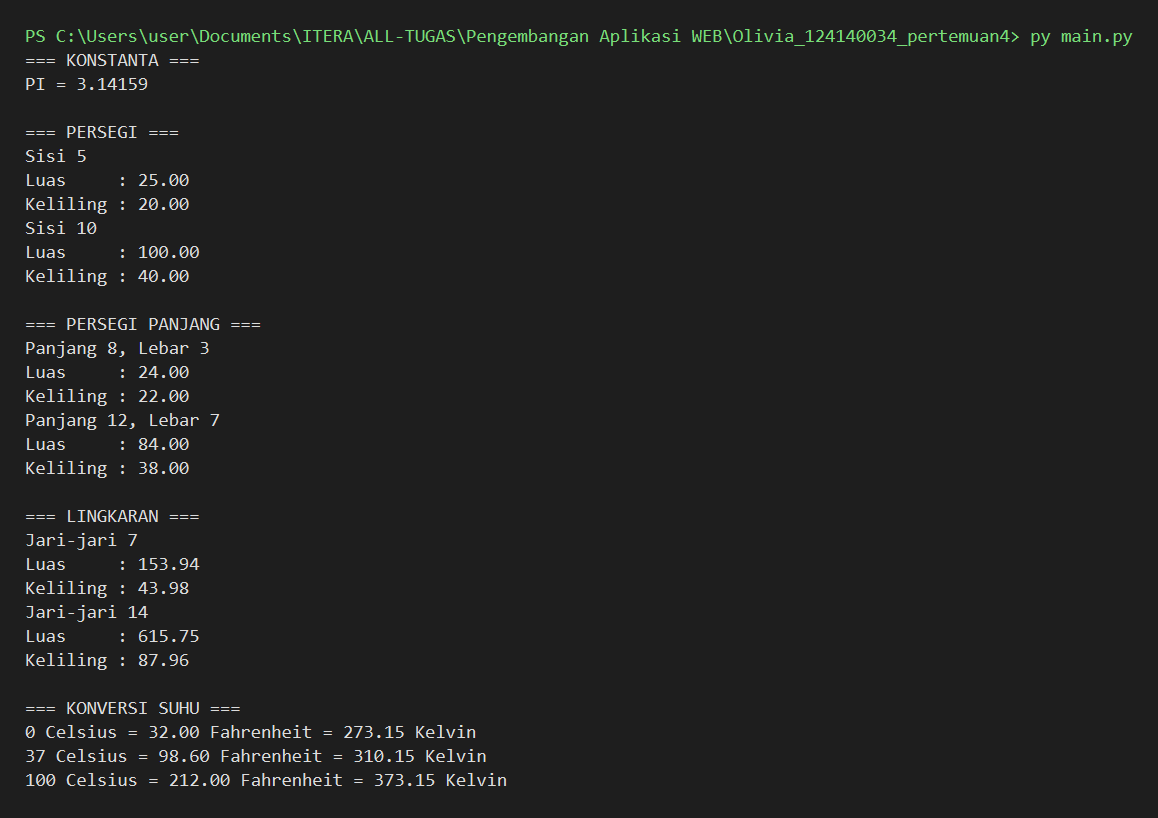 PS C:\Users\user\Documents\ITERA\ALL-TUGAS\Pengembangan Aplikasi WEB\Olivia_124140034_pertemuan4> py main.py
=== KONSTANTA ===
PI = 3.14159

=== PERSEGI ===
Sisi 5
Luas     : 25.00
Keliling : 20.00
Sisi 10
Luas     : 100.00
Keliling : 40.00

=== PERSEGI PANJANG ===
Panjang 8, Lebar 3
Luas     : 24.00
Keliling : 22.00
Panjang 12, Lebar 7
Luas     : 84.00
Keliling : 38.00

=== LINGKARAN ===
Jari-jari 7
Luas     : 153.94
Keliling : 43.98
Jari-jari 14
Luas     : 615.75
Keliling : 87.96

=== KONVERSI SUHU ===
0 Celsius = 32.00 Fahrenheit = 273.15 Kelvin
37 Celsius = 98.60 Fahrenheit = 310.15 Kelvin
100 Celsius = 212.00 Fahrenheit = 373.15 Kelvin